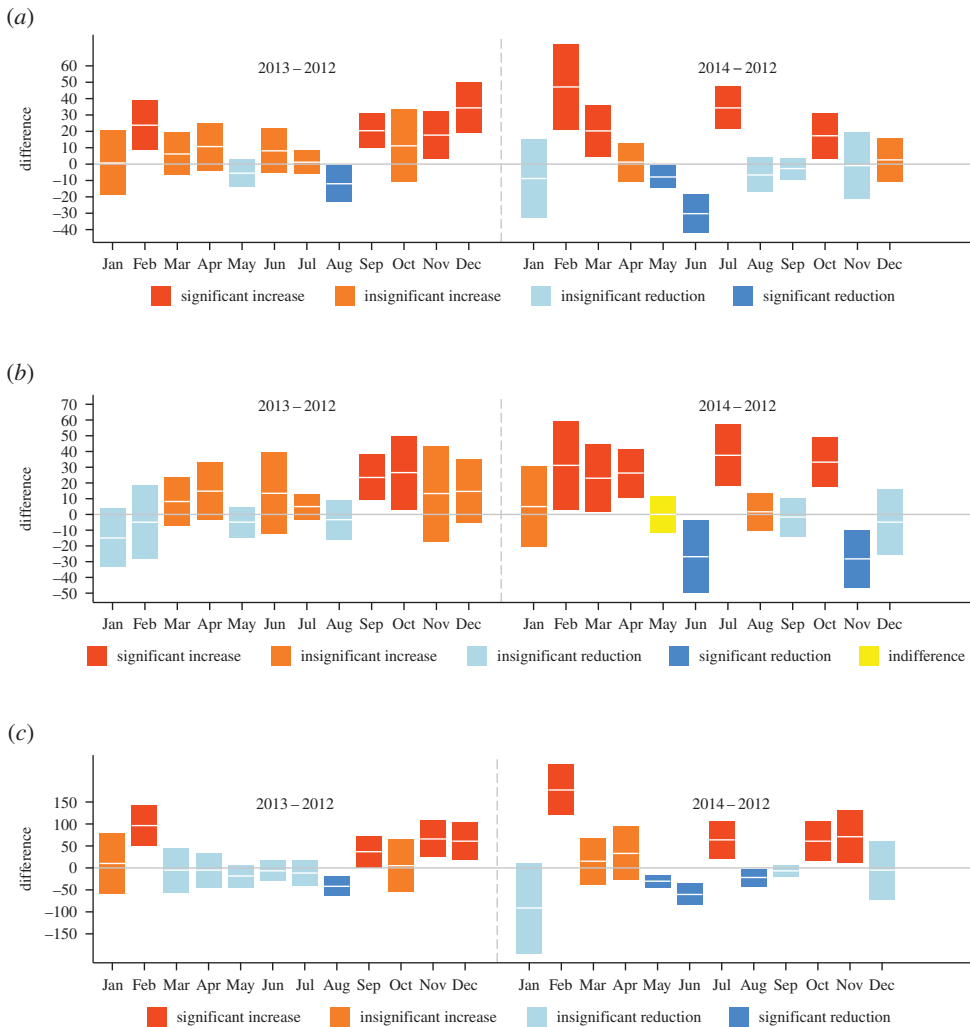 (a)
2013 – 2012
2014 – 2012
difference
60
50
40
30
20
10
0
–10
–20
–30
–40
Jan Feb Mar Apr May Jun Jul Aug Sep Oct Nov Dec
Jan Feb Mar Apr May Jun Jul Aug Sep Oct Nov Dec
significant increase
insignificant increase
insignificant reduction
significant reduction
(b)
2013 – 2012
2014 – 2012
difference
70
60
50
40
30
20
10
0
–10
–20
–30
–40
–50
Jan Feb Mar Apr May Jun Jul Aug Sep Oct Nov Dec
Jan Feb Mar Apr May Jun Jul Aug Sep Oct Nov Dec
significant increase
insignificant increase
insignificant reduction
significant reduction
indifference
(c)
2013 – 2012
2014 – 2012
difference
150
100
50
0
–50
–100
–150
Jan Feb Mar Apr May Jun Jul Aug Sep Oct Nov Dec
Jan Feb Mar Apr May Jun Jul Aug Sep Oct Nov Dec
significant increase
insignificant increase
insignificant reduction
significant reduction